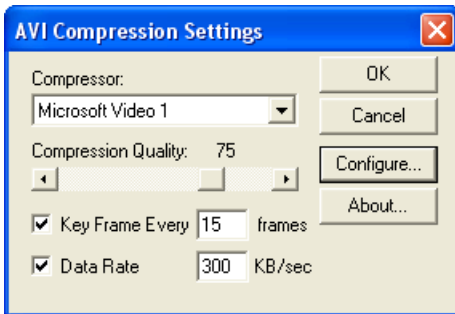 AVI Compression Settings
Compressor:
Microsoft Video 1
Compression Quality: 75
Key Frame Every 15 frames
Data Rate 300 KB/sec
OK
Cancel
Configure...
About...